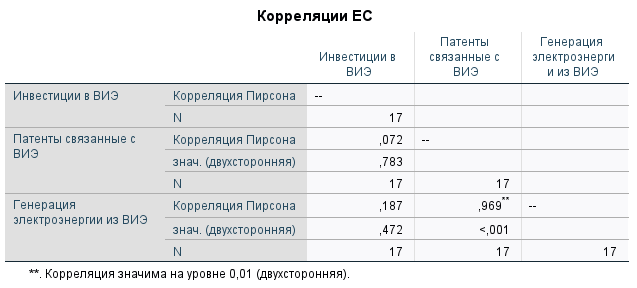 Корреляции ЕС
Инвестиции в ВИЭ
Патенты связанные с ВИЭ
Генерация электроэнерги и из ВИЭ
Инвестиции в ВИЭ Корреляция Пирсона --
N 17
Патенты связанные с ВИЭ Корреляция Пирсона ,072 --
знач. (двухсторонняя) ,783
N 17 17
Генерация электроэнергии из ВИЭ Корреляция Пирсона ,187 ,969** --
знач. (двухсторонняя) ,472 <,001
N 17 17 17
**. Корреляция значима на уровне 0,01 (двухсторонняя).